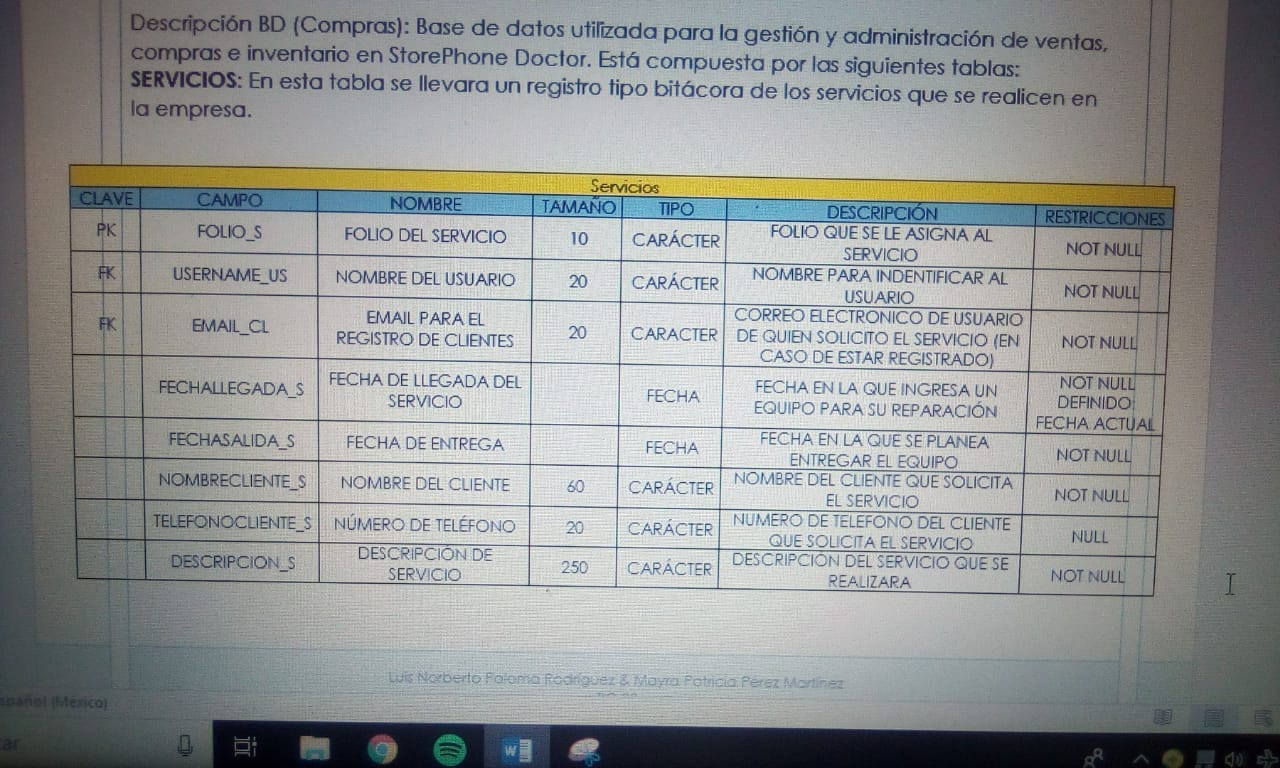 Descripción BD (Compras): Base de datos utilizada para la gestión y administración de ventas,
compras e inventario en StorePhone Doctor. Está compuesta por las siguientes tablas:
SERVICIOS: En esta tabla se llevara un registro tipo bitácora de los servicios que se realicen en
la empresa.
Servicios
CLAVE CAMPO NOMBRE TAMAÑO TIPO DESCRIPCIÓN RESTRICCIONES
PK FOLIO_S FOLIO DEL SERVICIO 10 CARÁCTER FOLIO QUE SE LE ASIGNA AL
SERVICIO NOT NULL
FK USERNAME_US NOMBRE DEL USUARIO 20 CARÁCTER NOMBRE PARA INDENTIFICAR AL
USUARIO NOT NULL
FK EMAIL_CL EMAIL PARA EL
REGISTRO DE CLIENTES 20 CARACTER CORREO ELECTRONICO DE USUARIO
DE QUIEN SOLICITO EL SERVICIO (EN
CASO DE ESTAR REGISTRADO) NOT NULL
FECHALLEGADA_S FECHA DE LLEGADA DEL
SERVICIO FECHA FECHA EN LA QUE INGRESA UN
EQUIPO PARA SU REPARACIÓN NOT NULL
DEFINIDO:
FECHA ACTUAL
FECHASALIDA_S FECHA DE ENTREGA FECHA FECHA EN LA QUE SE PLANEA
ENTREGAR EL EQUIPO NOT NULL
NOMBRECLIENTE_S NOMBRE DEL CLIENTE 60 CARÁCTER NOMBRE DEL CLIENTE QUE SOLICITA
EL SERVICIO NOT NULL
TELEFONOCLIENTE_S NÚMERO DE TELÉFONO 20 CARÁCTER NUMERO DE TELEFONO DEL CLIENTE
QUE SOLICITA EL SERVICIO NULL
DESCRIPCION_S DESCRIPCIÓN DE
SERVICIO 250 CARÁCTER DESCRIPCIÓN DEL SERVICIO QUE SE
REALIZARA NOT NULL
Luis Norberto Paloma Rodriguez & Mayra Patricia Pérez Martínez
spañol (México)
ar